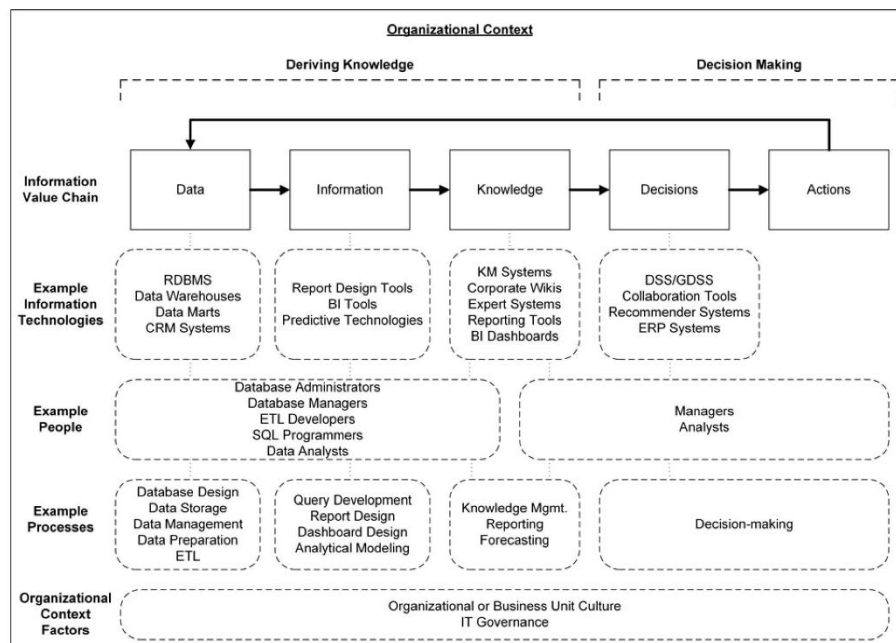 Organizational Context
Deriving Knowledge
Decision Making
Information
Value Chain
Data
Information
Knowledge
Decisions
Actions
Example
Information
Technologies
RDBMS
Data Warehouses
Data Marts
CRM Systems
Report Design Tools
BI Tools
Predictive Technologies
KM Systems
Corporate Wikis
Expert Systems
Reporting Tools
BI Dashboards
DSS/GDSS
Collaboration Tools
Recommender Systems
ERP Systems
Example
People
Database Administrators
Database Managers
ETL Developers
SQL Programmers
Data Analysts
Managers
Analysts
Example
Processes
Database Design
Data Storage
Data Management
Data Preparation
ETL
Query Development
Report Design
Dashboard Design
Analytical Modeling
Knowledge Mgmt.
Reporting
Forecasting
Decision-making
Organizational
Context
Factors
Organizational or Business Unit Culture
IT Governance